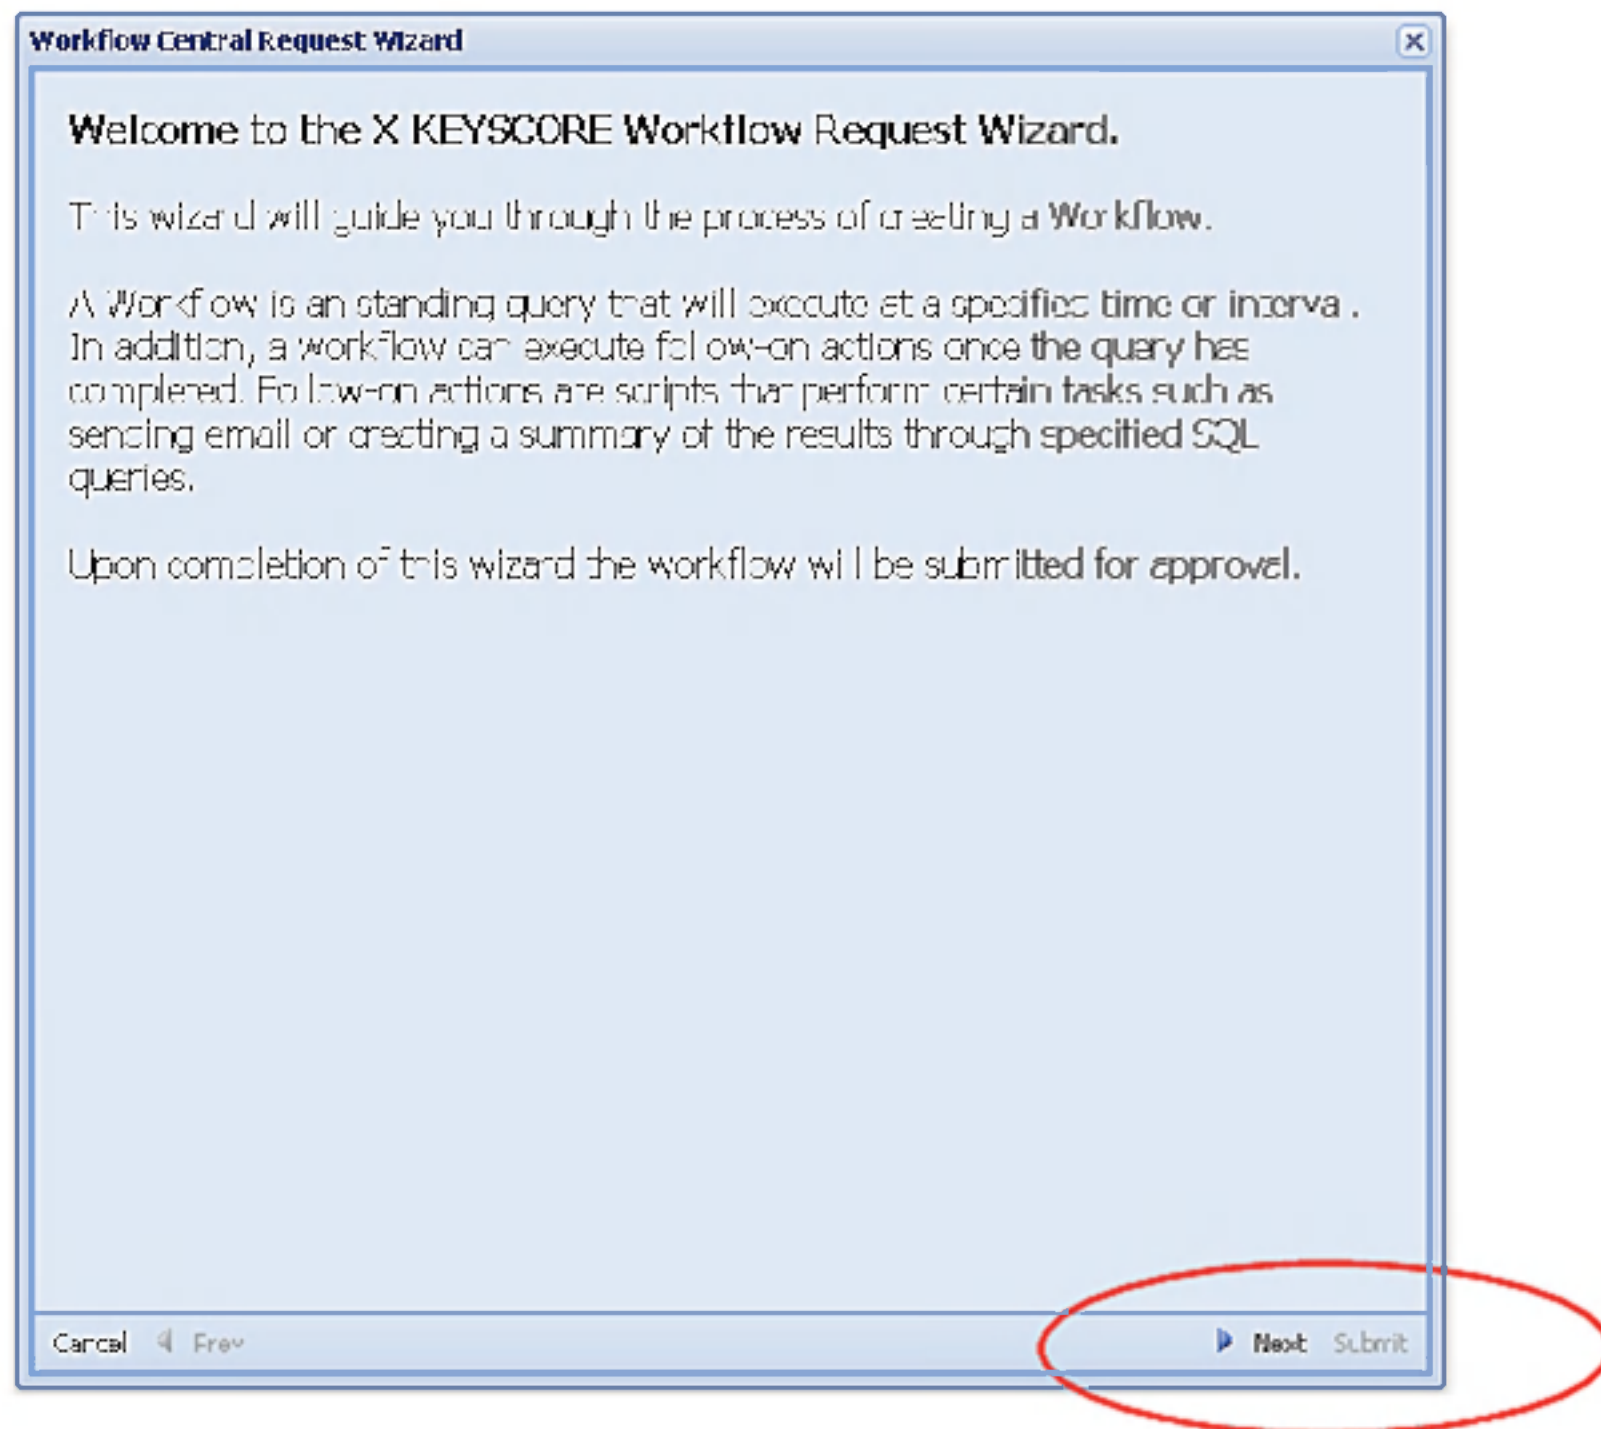 Workflow Central Request Wizard
Welcome to the X KEYSCORE Workflow Request Wizard.
This wizard will guide you through the process of creating a Workflow.
A Workflow is an standing query that will execute at a specified time or interval.
In addition, a workflow can execute follow-on actions once the query has
completed. Follow-on actions are scripts that perform certain tasks such as
sending email or creating a summary of the results through specified SQL
queries.
Upon completion of this wizard the workflow will be submitted for approval.
Cancel Prev Next Submit